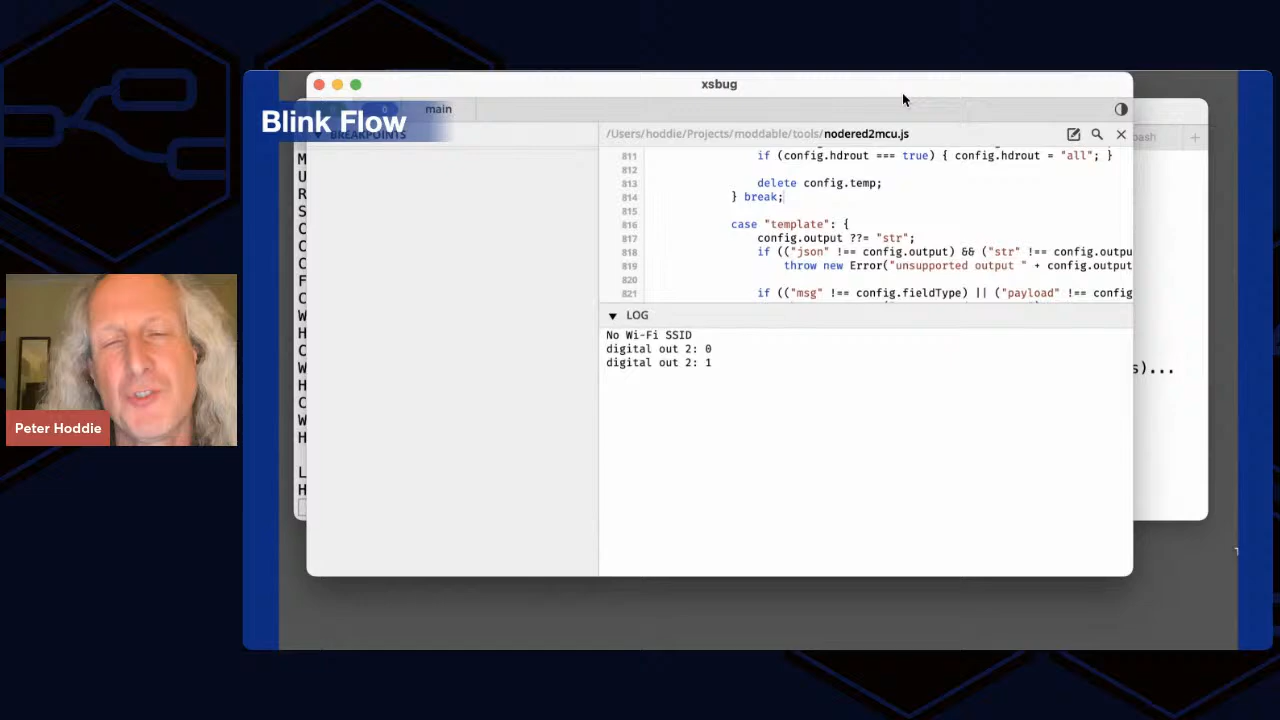 xsbug
main
Blink Flow
BREAKPOINTS
/Users/hoddie/Projects/moddable/tools/nodered2mcu.js
bash
811 if (config.hdrout === true) { config.hdrout = "all"; }
812
813 delete config.temp;
814 } break;
815
816 case "template": {
817 config.output ??= "str";
818 if (("json" !== config.output) && ("str" !== config.outpu
819 throw new Error("unsupported output " + config.output
820
821 if (("msg" !== config.fieldType) || ("payload" !== config
LOG
No Wi-Fi SSID
digital out 2: 0
digital out 2: 1
M
U
R
S
C
C
C
F
C
W
H
C
W
H
C
W
H
L
H
s)...
Peter Hoddie